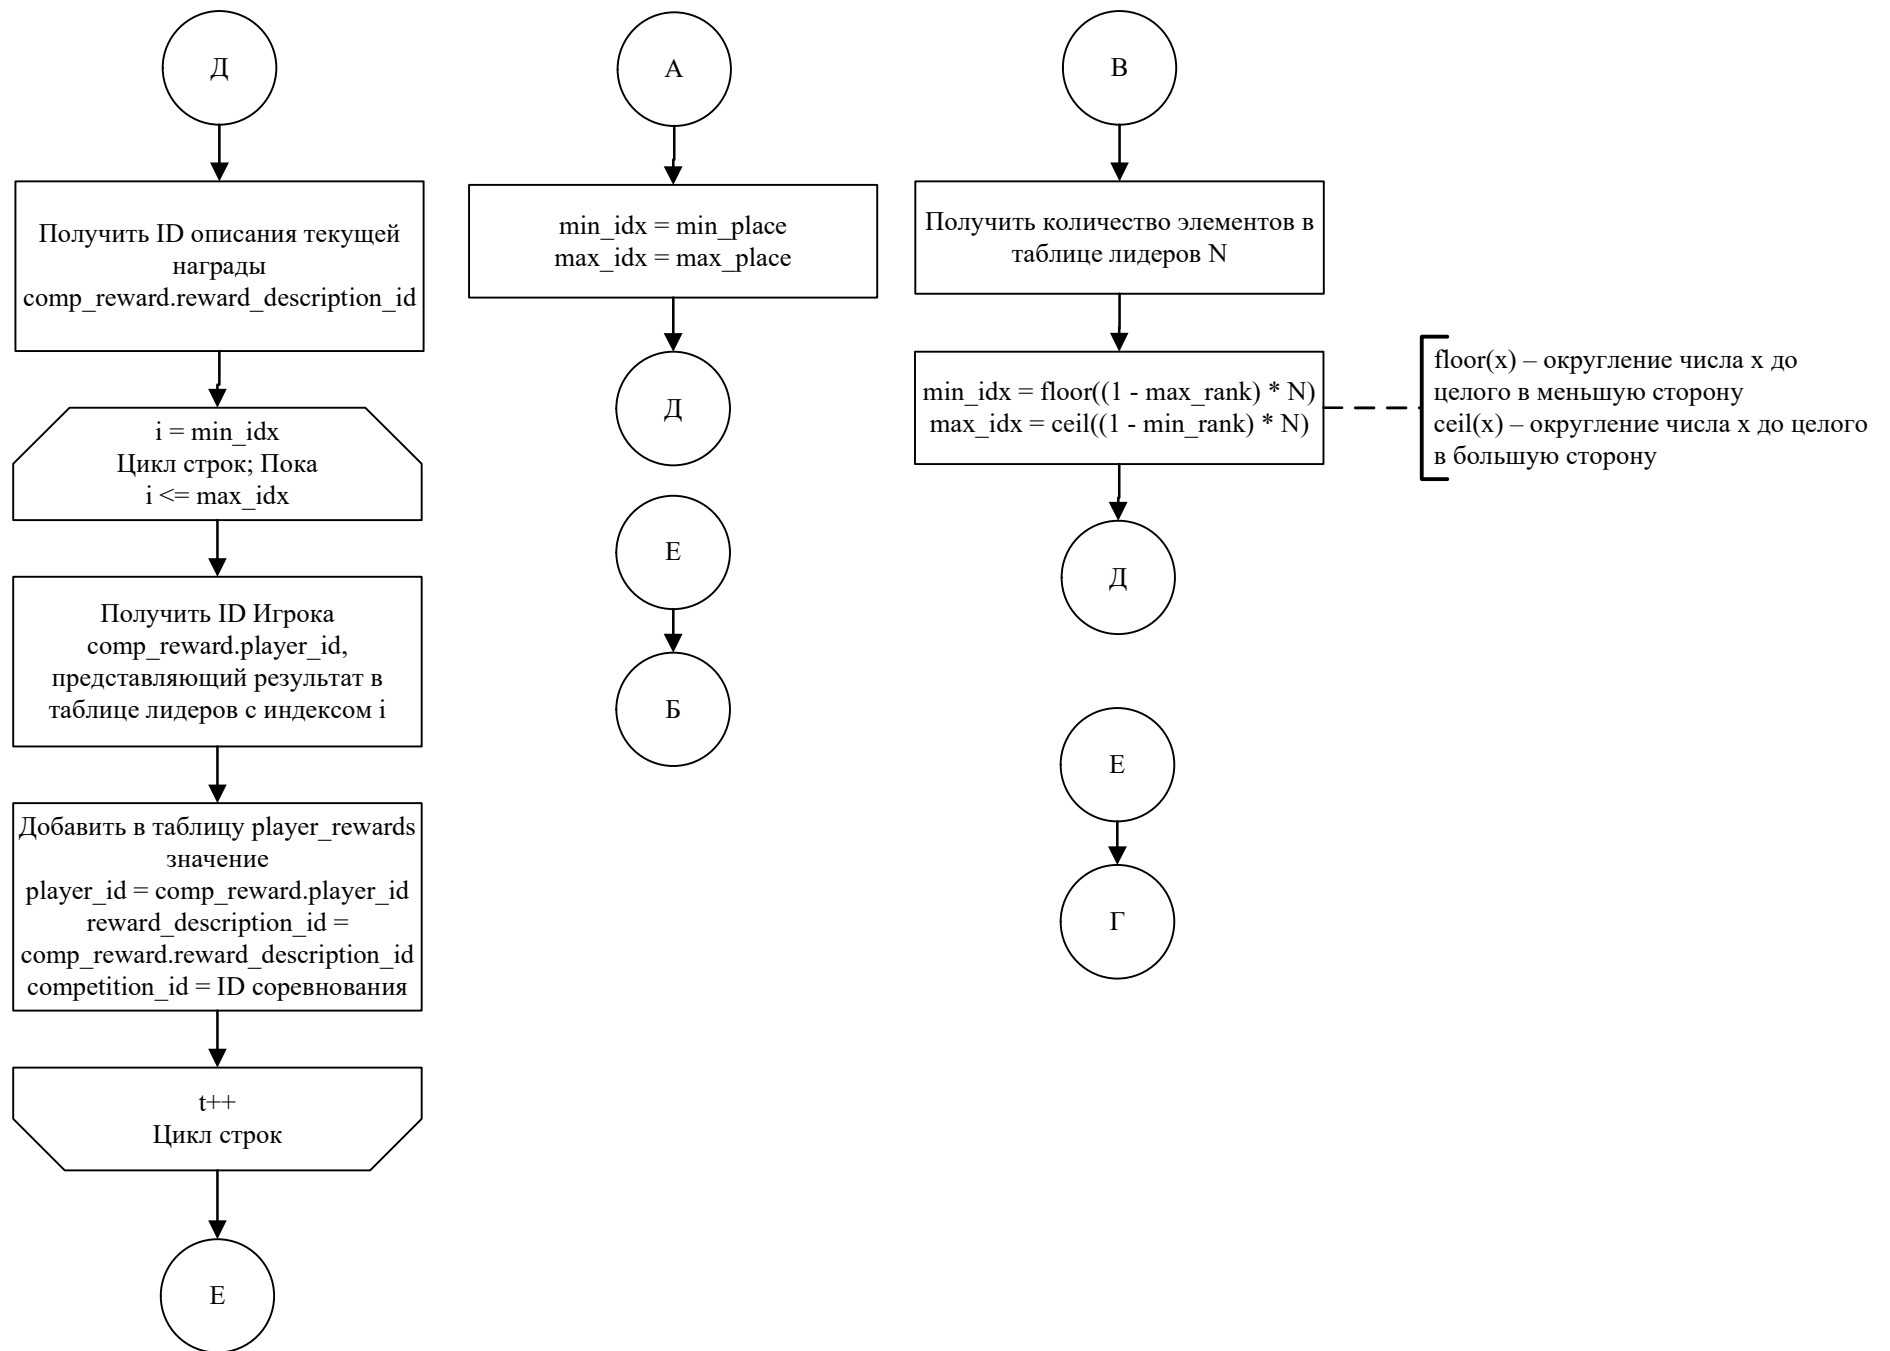 Д
Получить ID описания текущей
награды
comp_reward.reward_description_id
i = min_idx
Цикл строк; Пока
i <= max_idx
Получить ID Игрока
comp_reward.player_id,
представляющий результат в
таблице лидеров с индексом i
Добавить в таблицу player_rewards
значение
player_id = comp_reward.player_id
reward_description_id =
comp_reward.reward_description_id
competition_id = ID соревнования
t++
Цикл строк
Е
А
min_idx = min_place
max_idx = max_place
Д
Е
Б
В
Получить количество элементов в
таблице лидеров N
min_idx = floor((1 - max_rank) * N)
max_idx = ceil((1 - min_rank) * N)
Д
Е
Г
floor(x) – округление числа x до
целого в меньшую сторону
ceil(x) – округление числа x до целого
в большую сторону